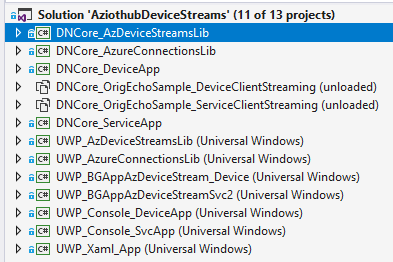 Solution 'AziothubDeviceStreams' (11 of 13 projects)
C# DNCore_AzDeviceStreamsLib
C# DNCore_AzureConnectionsLib
C# DNCore_DeviceApp
DNCore_OrigEchoSample_DeviceClientStreaming (unloaded)
DNCore_OrigEchoSample_ServiceClientStreaming (unloaded)
C# DNCore_ServiceApp
C# UWP_AzDeviceStreamsLib (Universal Windows)
C# UWP_AzureConnectionsLib (Universal Windows)
C# UWP_BGAppAzDeviceStream_Device (Universal Windows)
C# UWP_BGAppAzDeviceStreamSvc2 (Universal Windows)
C# UWP_Console_DeviceApp (Universal Windows)
C# UWP_Console_SvcApp (Universal Windows)
C# UWP_Xaml_App (Universal Windows)